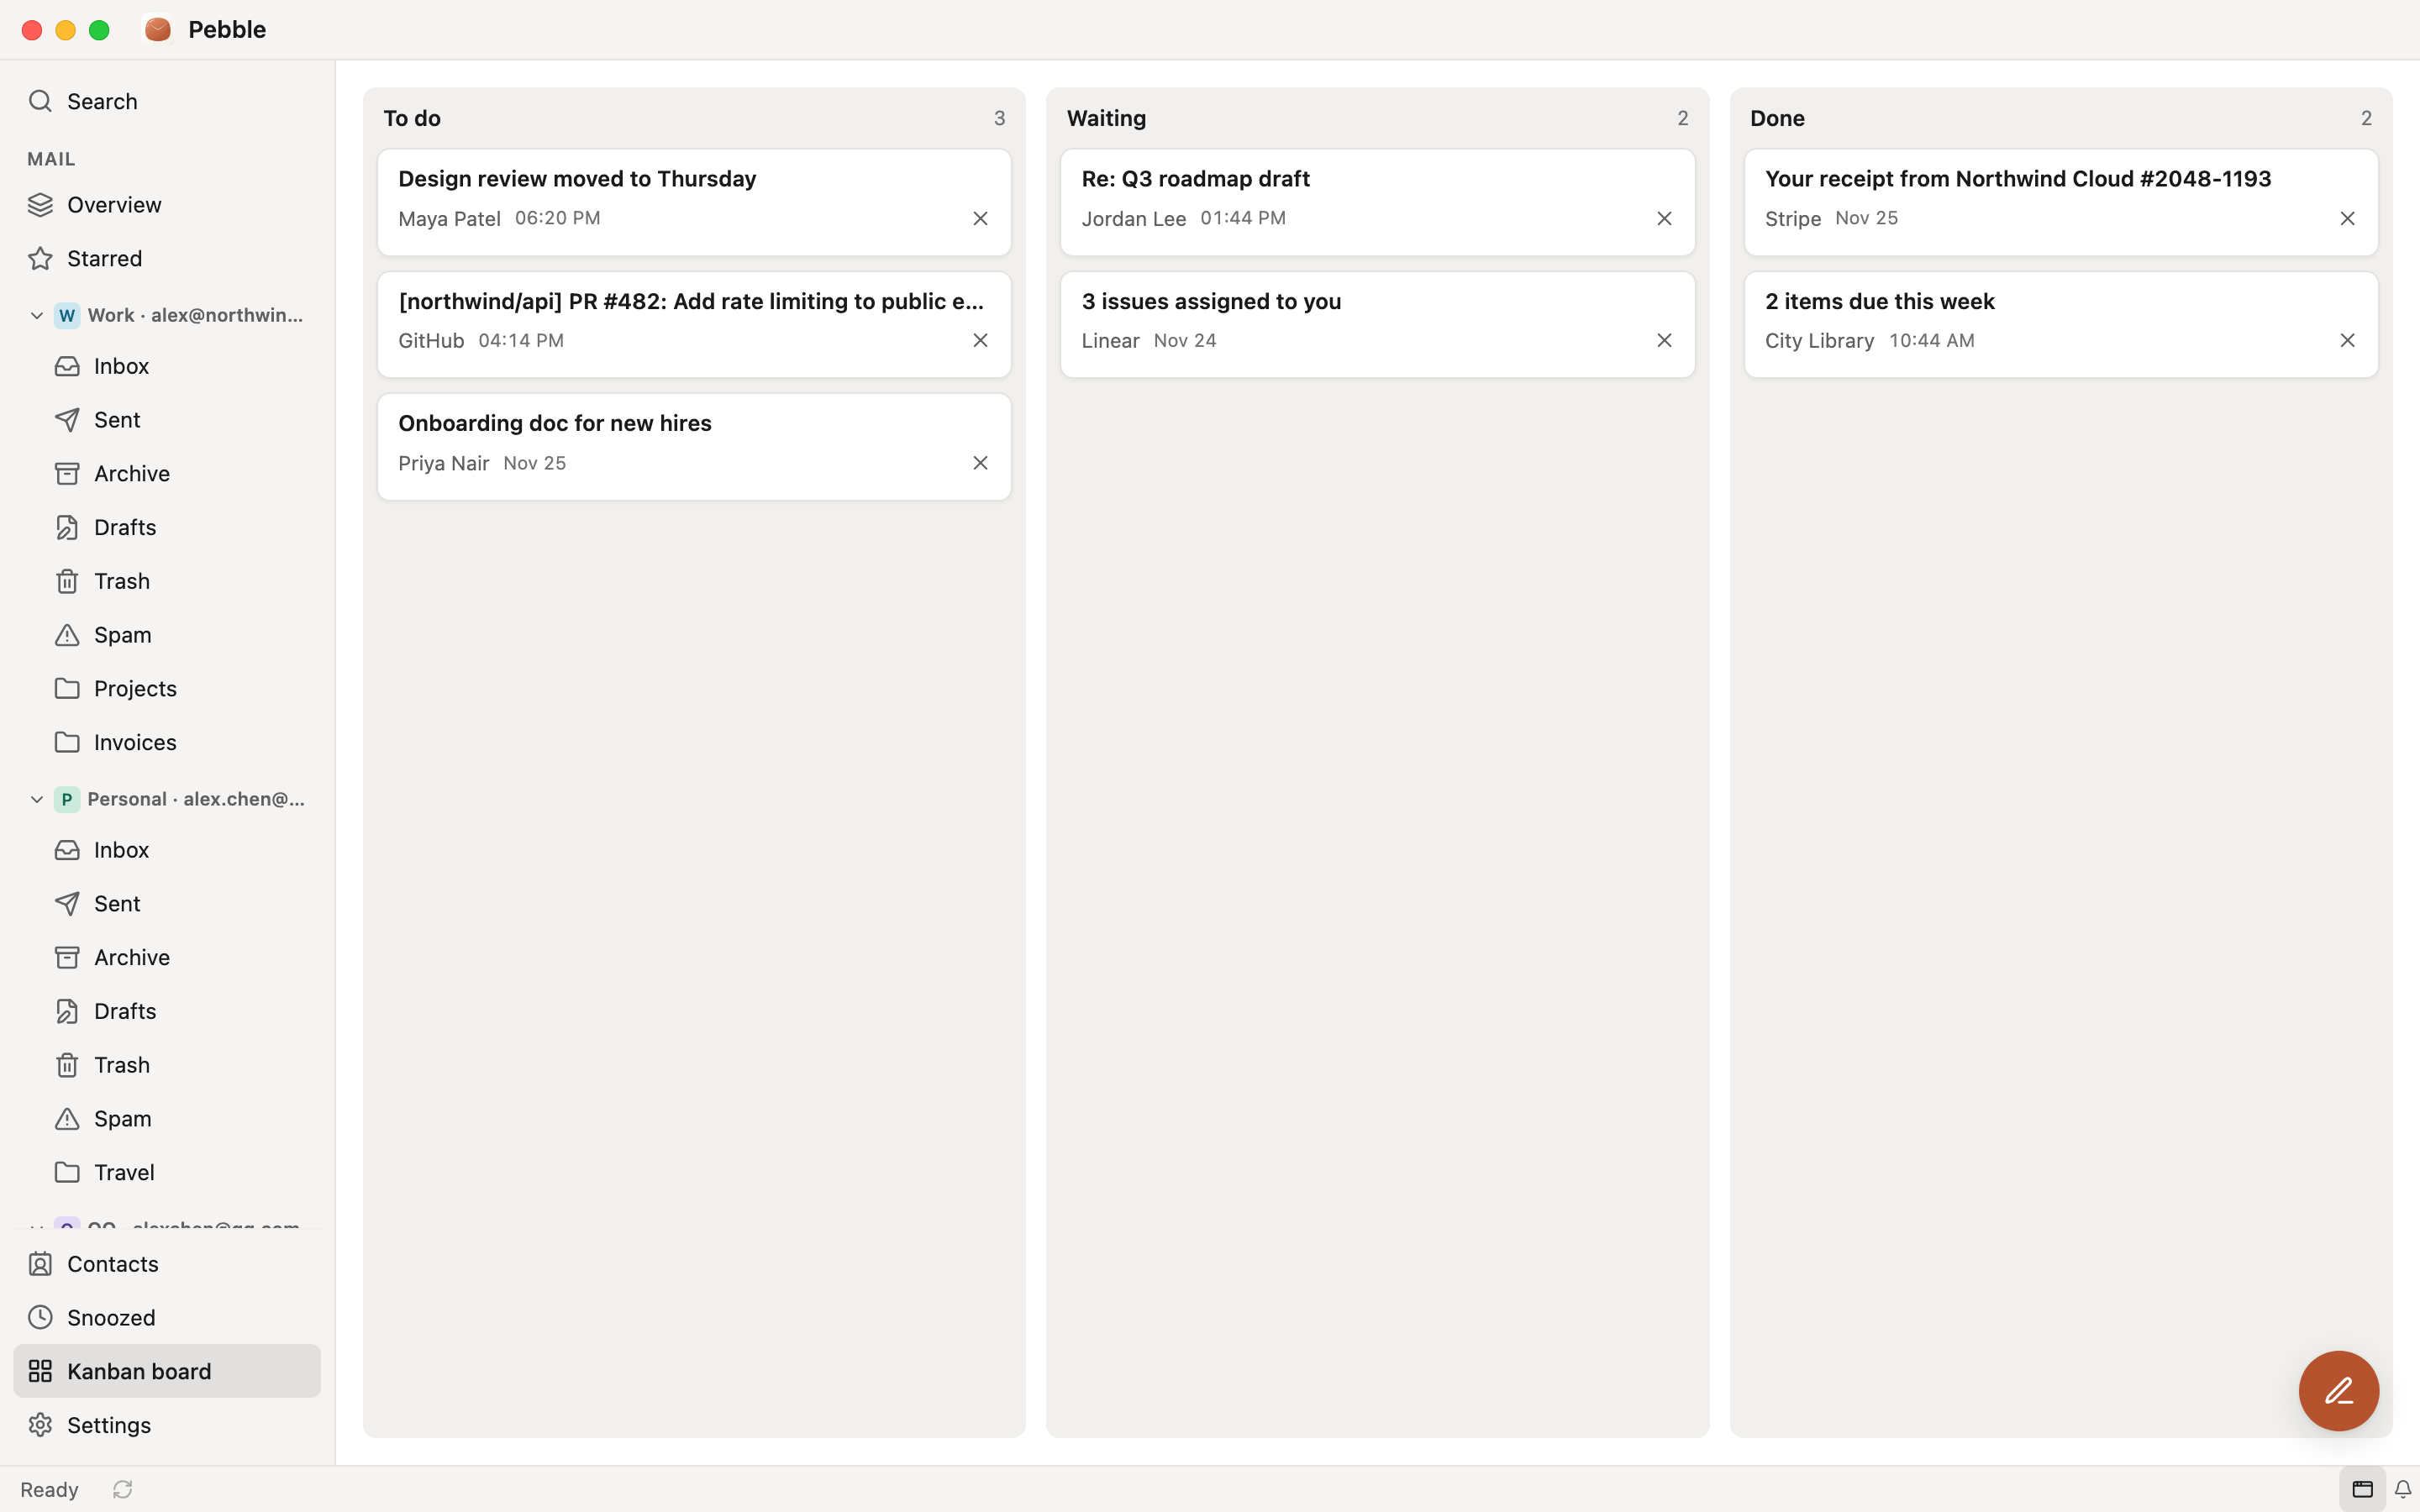 Pebble
Search
MAIL
Overview
Starred
W Work · alex@northwin...
Inbox
Sent
Archive
Drafts
Trash
Spam
Projects
Invoices
P Personal · alex.chen@...
Inbox
Sent
Archive
Drafts
Trash
Spam
Travel
Contacts
Snoozed
Kanban board
Settings
To do 3
Design review moved to Thursday
Maya Patel 06:20 PM
[northwind/api] PR #482: Add rate limiting to public e...
GitHub 04:14 PM
Onboarding doc for new hires
Priya Nair Nov 25
Waiting 2
Re: Q3 roadmap draft
Jordan Lee 01:44 PM
3 issues assigned to you
Linear Nov 24
Done 2
Your receipt from Northwind Cloud #2048-1193
Stripe Nov 25
2 items due this week
City Library 10:44 AM
Ready